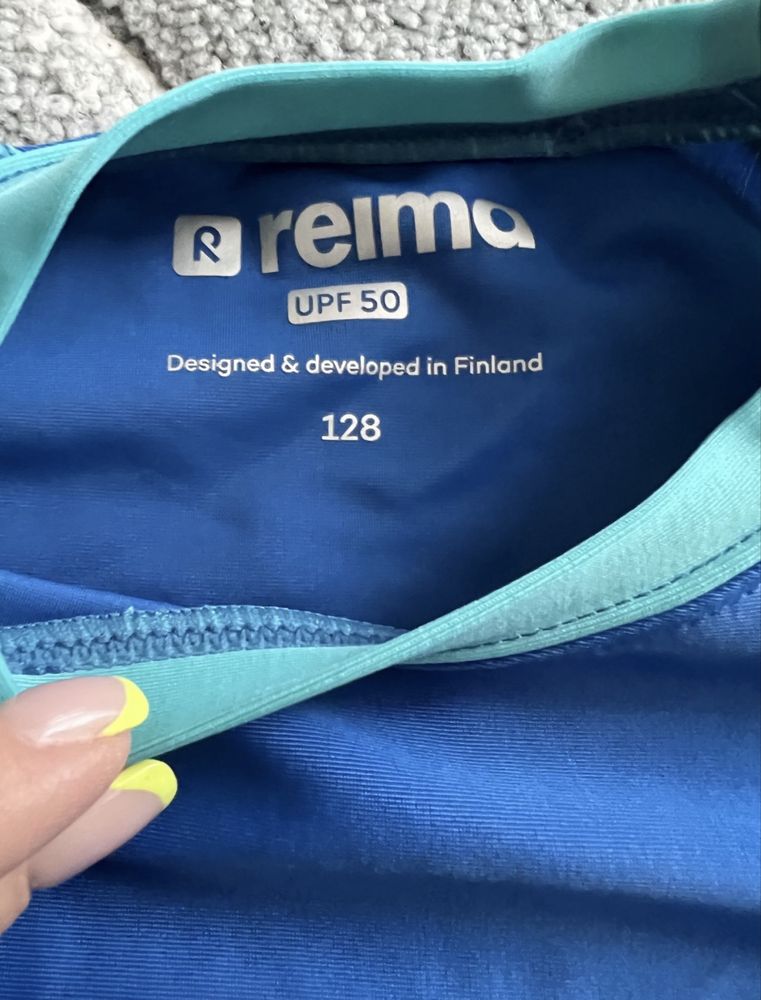 R reima
UPF 50
Designed & developed in Finland
128